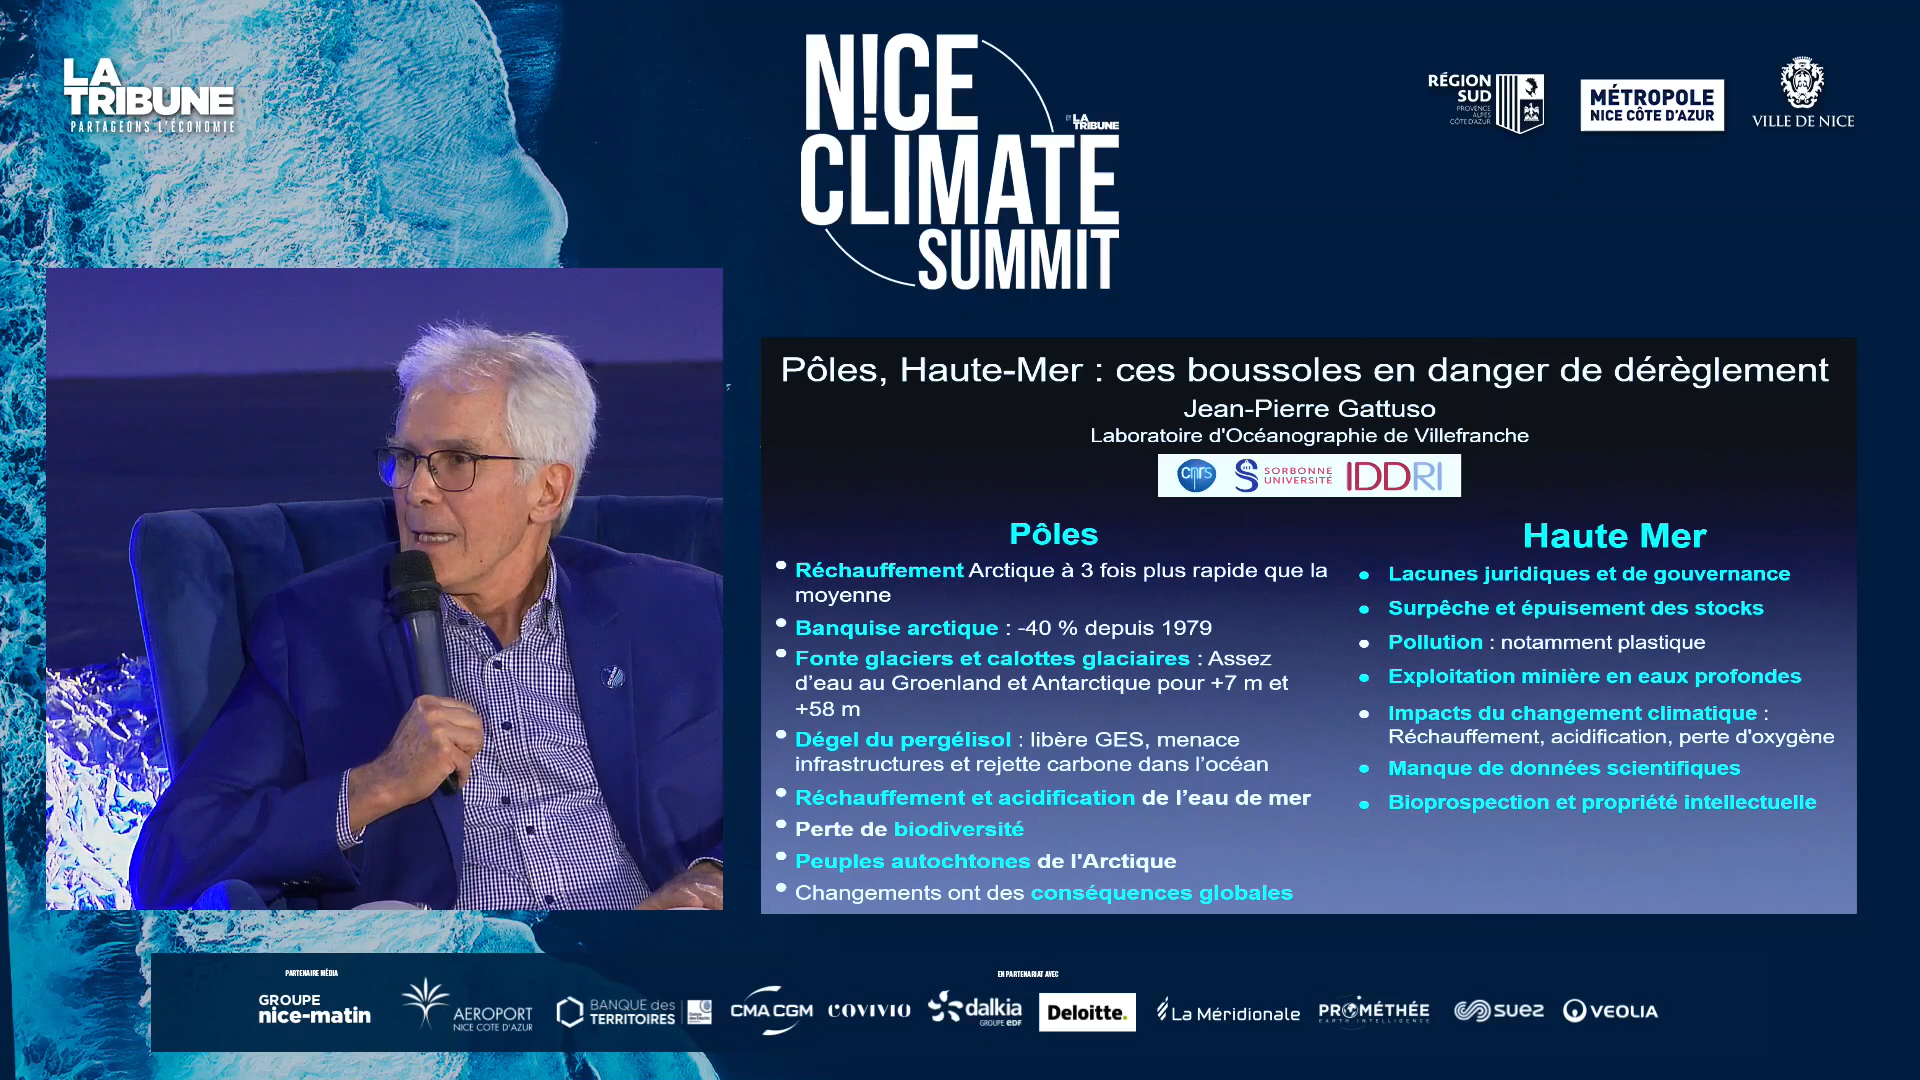 LA
TRIBUNE
PARTAGEONS L'ÉCONOMIE
N!CE
CLIMATE
SUMMIT
BY LA
TRIBUNE
RÉGION
SUD
PROVENCE
ALPES
CÔTE D'AZUR
MÉTROPOLE
NICE CÔTE D'AZUR
VILLE DE NICE
Pôles, Haute-Mer : ces boussoles en danger de dérèglement
Jean-Pierre Gattuso
Laboratoire d'Océanographie de Villefranche
cnrs
SORBONNE
UNIVERSITÉ
IDDRI
Pôles
• Réchauffement Arctique à 3 fois plus rapide que la
moyenne
• Banquise arctique : -40 % depuis 1979
• Fonte glaciers et calottes glaciaires : Assez
d’eau au Groenland et Antarctique pour +7 m et
+58 m
• Dégel du pergélisol : libère GES, menace
infrastructures et rejette carbone dans l’océan
• Réchauffement et acidification de l’eau de mer
• Perte de biodiversité
• Peuples autochtones de l'Arctique
• Changements ont des conséquences globales
Haute Mer
• Lacunes juridiques et de gouvernance
• Surpêche et épuisement des stocks
• Pollution : notamment plastique
• Exploitation minière en eaux profondes
• Impacts du changement climatique :
Réchauffement, acidification, perte d'oxygène
• Manque de données scientifiques
• Bioprospection et propriété intellectuelle
PARTENAIRE MÉDIA
GROUPE
nice-matin
AEROPORT
NICE COTE D'AZUR
BANQUE des
TERRITOIRES
EN PARTENARIAT AVEC
CMA CGM
COVIVIO
dalkia
GROUPE EDF
Deloitte.
La Méridionale
PROMÉTHÉE
EARTH INTELLIGENCE
suez
VEOLIA